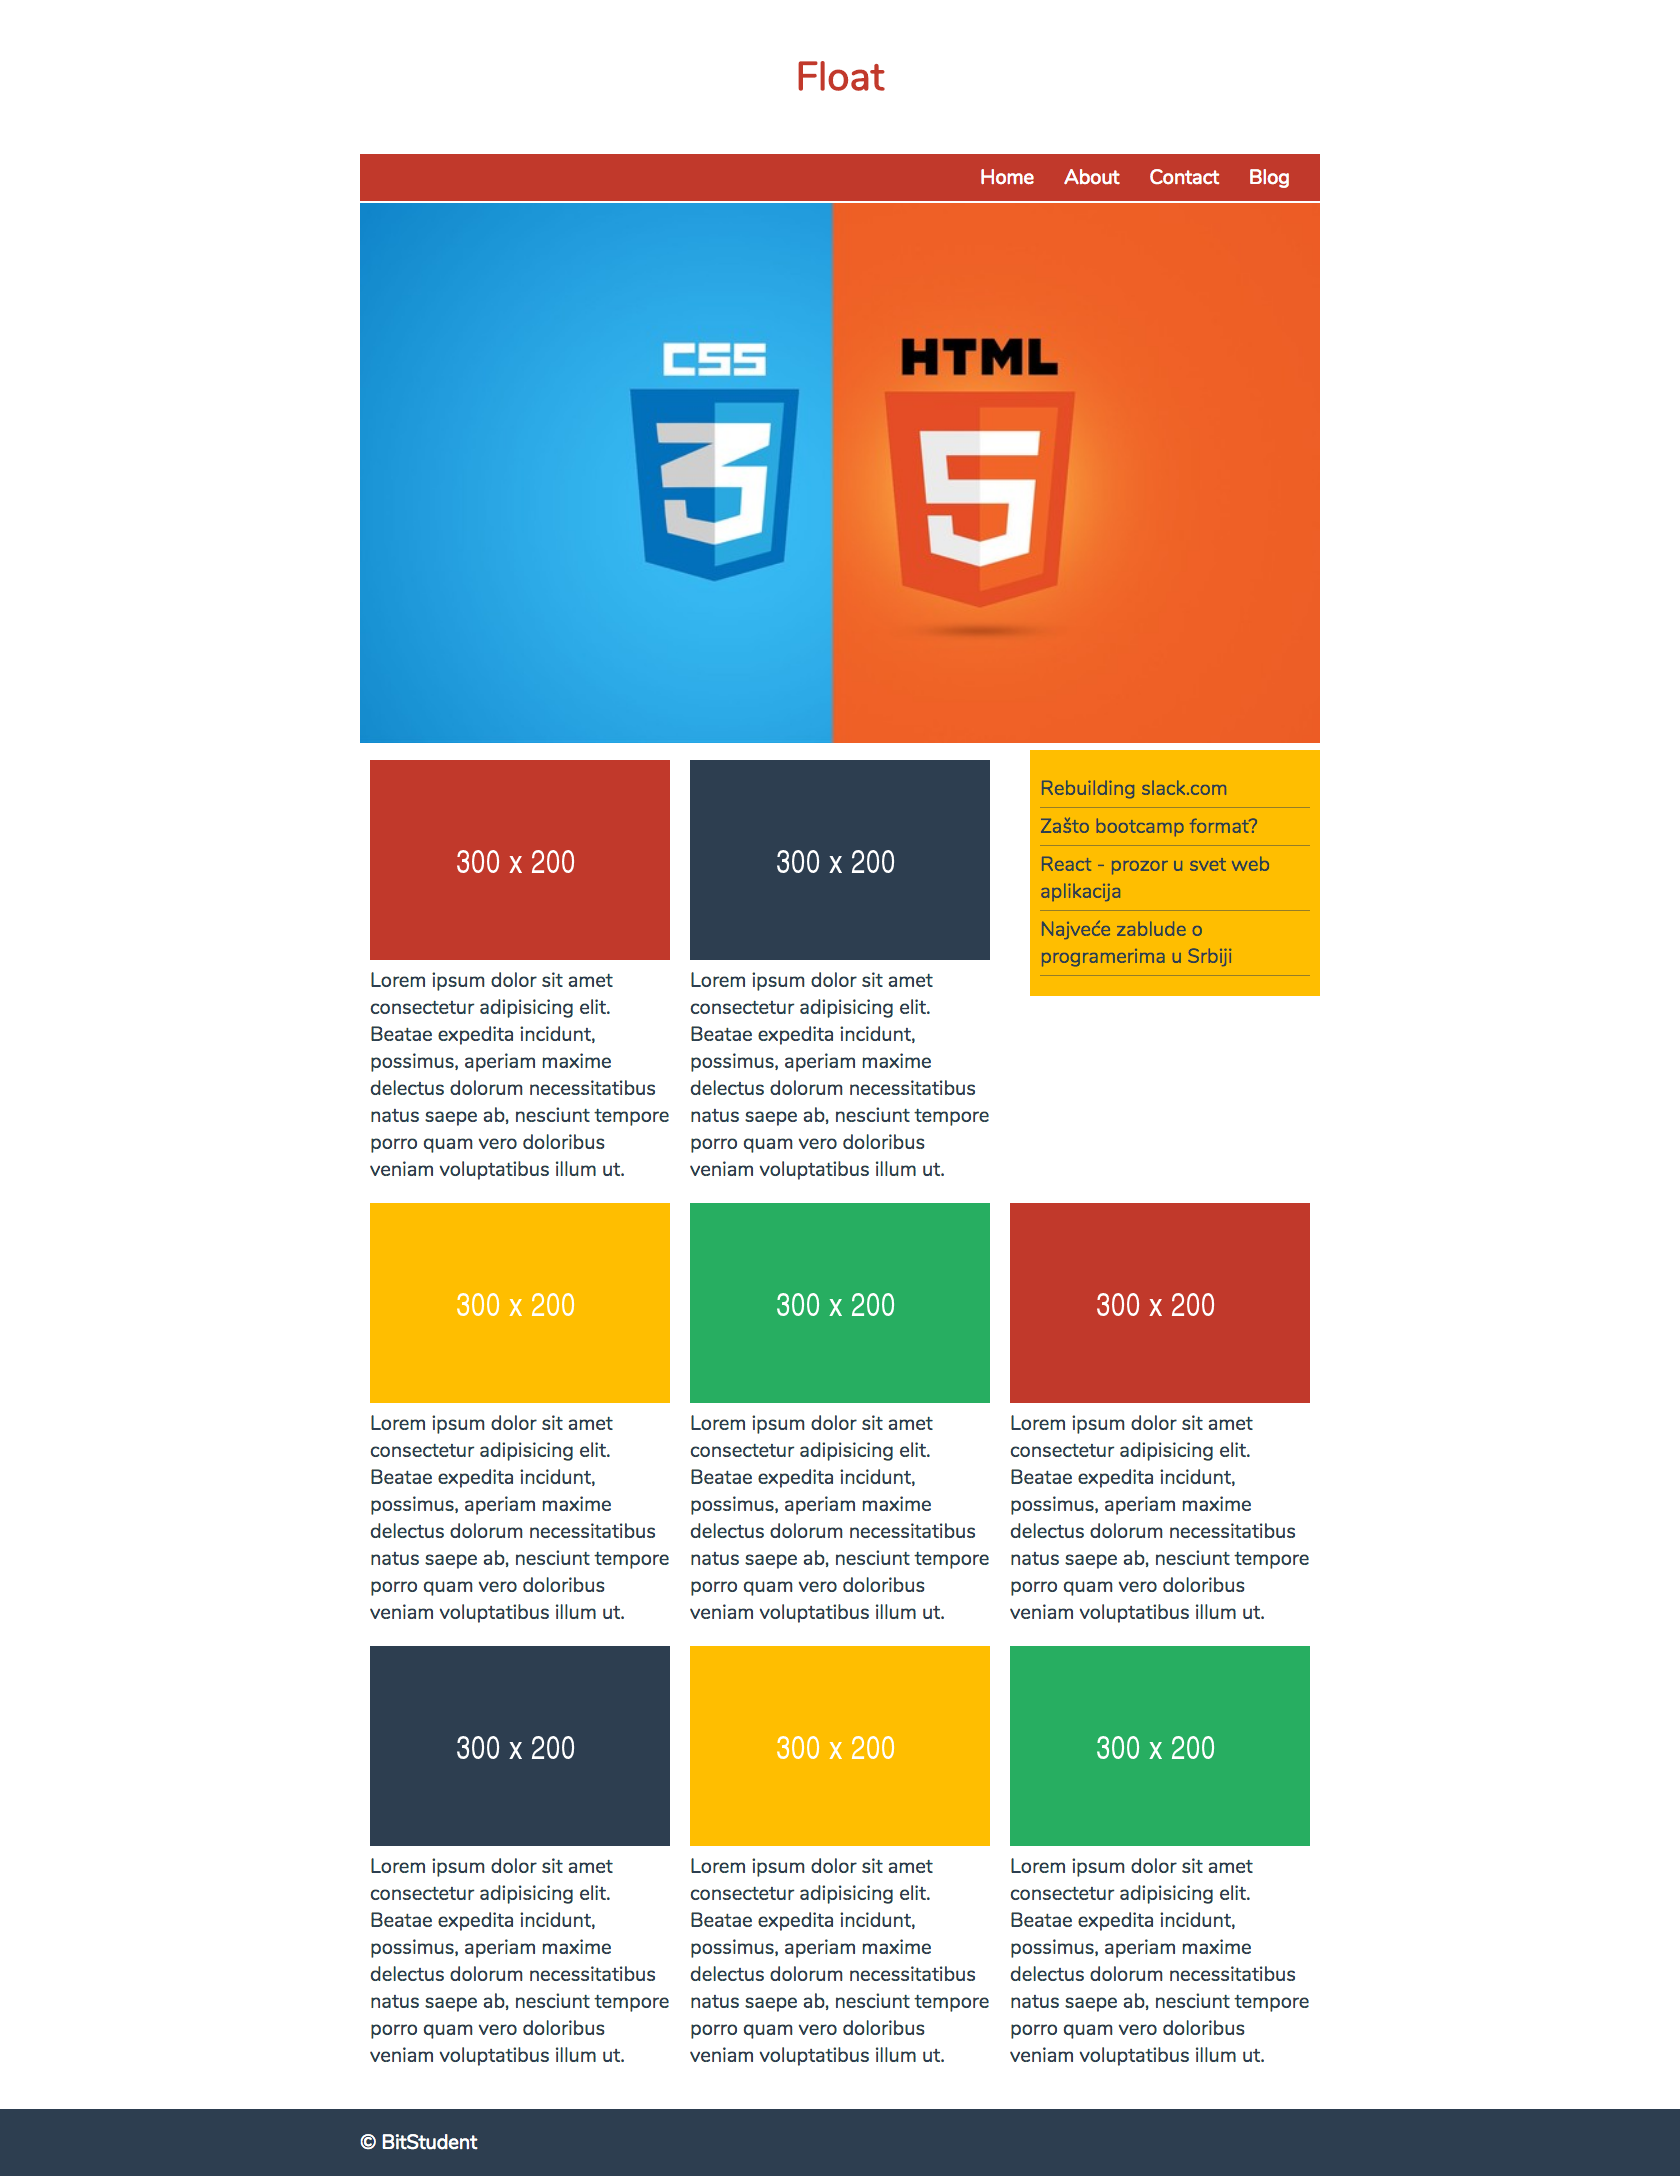 Float
Home About Contact Blog
CSS
3
HTML
5
300 x 200
Lorem ipsum dolor sit amet
consectetur adipisicing elit.
Beatae expedita incidunt,
possimus, aperiam maxime
delectus dolorum necessitatibus
natus saepe ab, nesciunt tempore
porro quam vero doloribus
veniam voluptatibus illum ut.
300 x 200
Lorem ipsum dolor sit amet
consectetur adipisicing elit.
Beatae expedita incidunt,
possimus, aperiam maxime
delectus dolorum necessitatibus
natus saepe ab, nesciunt tempore
porro quam vero doloribus
veniam voluptatibus illum ut.
Rebuilding slack.com
Zašto bootcamp format?
React - prozor u svet web
aplikacija
Najveće zablude o
programerima u Srbiji
300 x 200
Lorem ipsum dolor sit amet
consectetur adipisicing elit.
Beatae expedita incidunt,
possimus, aperiam maxime
delectus dolorum necessitatibus
natus saepe ab, nesciunt tempore
porro quam vero doloribus
veniam voluptatibus illum ut.
300 x 200
Lorem ipsum dolor sit amet
consectetur adipisicing elit.
Beatae expedita incidunt,
possimus, aperiam maxime
delectus dolorum necessitatibus
natus saepe ab, nesciunt tempore
porro quam vero doloribus
veniam voluptatibus illum ut.
300 x 200
Lorem ipsum dolor sit amet
consectetur adipisicing elit.
Beatae expedita incidunt,
possimus, aperiam maxime
delectus dolorum necessitatibus
natus saepe ab, nesciunt tempore
porro quam vero doloribus
veniam voluptatibus illum ut.
300 x 200
Lorem ipsum dolor sit amet
consectetur adipisicing elit.
Beatae expedita incidunt,
possimus, aperiam maxime
delectus dolorum necessitatibus
natus saepe ab, nesciunt tempore
porro quam vero doloribus
veniam voluptatibus illum ut.
300 x 200
Lorem ipsum dolor sit amet
consectetur adipisicing elit.
Beatae expedita incidunt,
possimus, aperiam maxime
delectus dolorum necessitatibus
natus saepe ab, nesciunt tempore
porro quam vero doloribus
veniam voluptatibus illum ut.
300 x 200
Lorem ipsum dolor sit amet
consectetur adipisicing elit.
Beatae expedita incidunt,
possimus, aperiam maxime
delectus dolorum necessitatibus
natus saepe ab, nesciunt tempore
porro quam vero doloribus
veniam voluptatibus illum ut.
© BitStudent